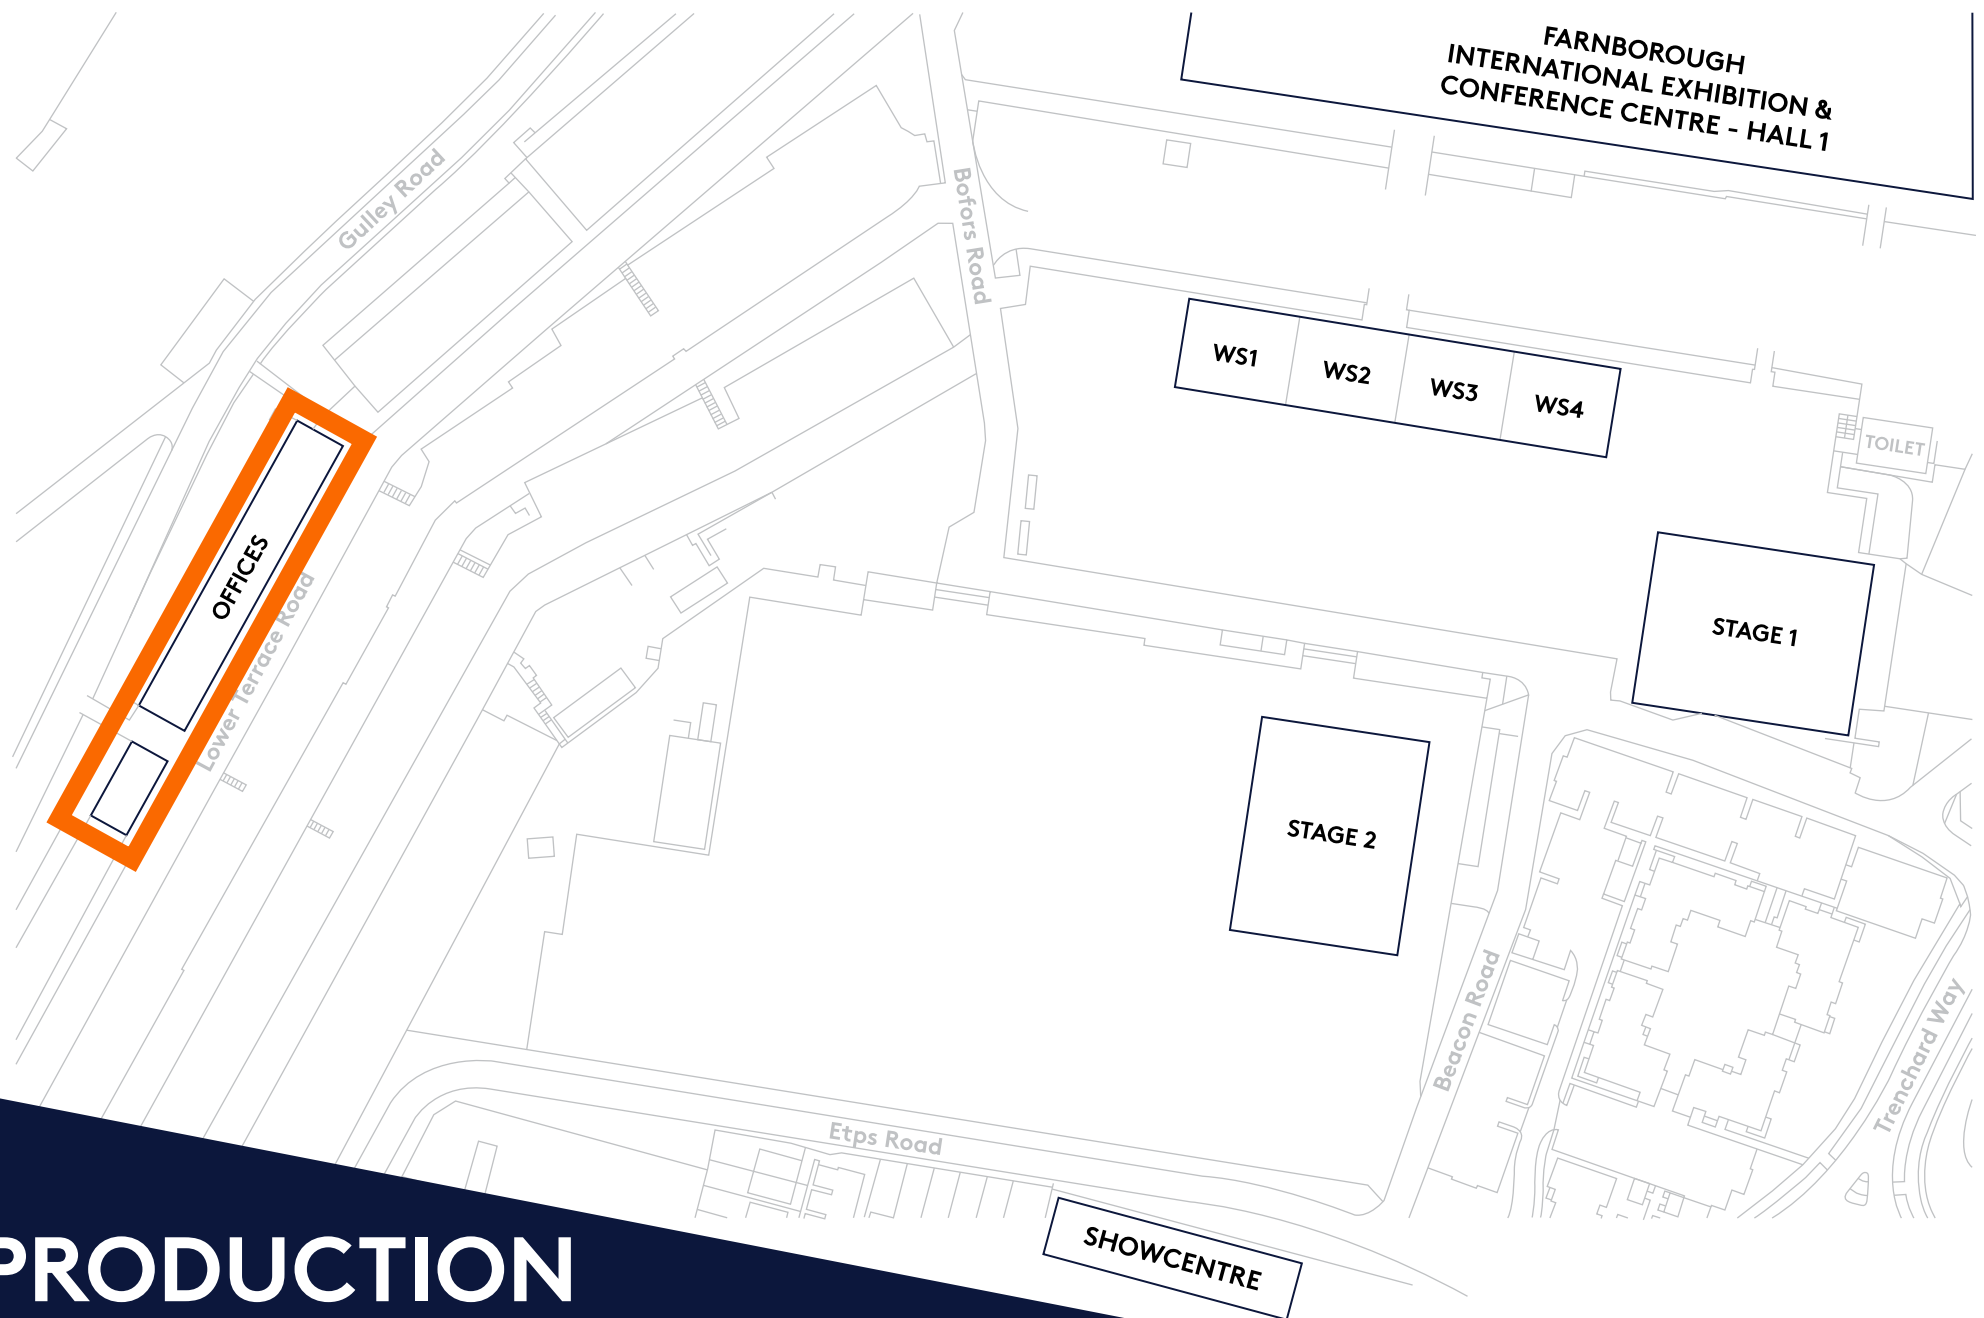 FARNBOROUGH
INTERNATIONAL EXHIBITION &
CONFERENCE CENTRE - HALL 1
Gulley Road
Bofors Road
WS1
WS2
WS3
WS4
TOILET
OFFICES
Lower Terrace Road
STAGE 1
STAGE 2
Beacon Road
Trenchard Way
Etps Road
SHOWCENTRE
PRODUCTION